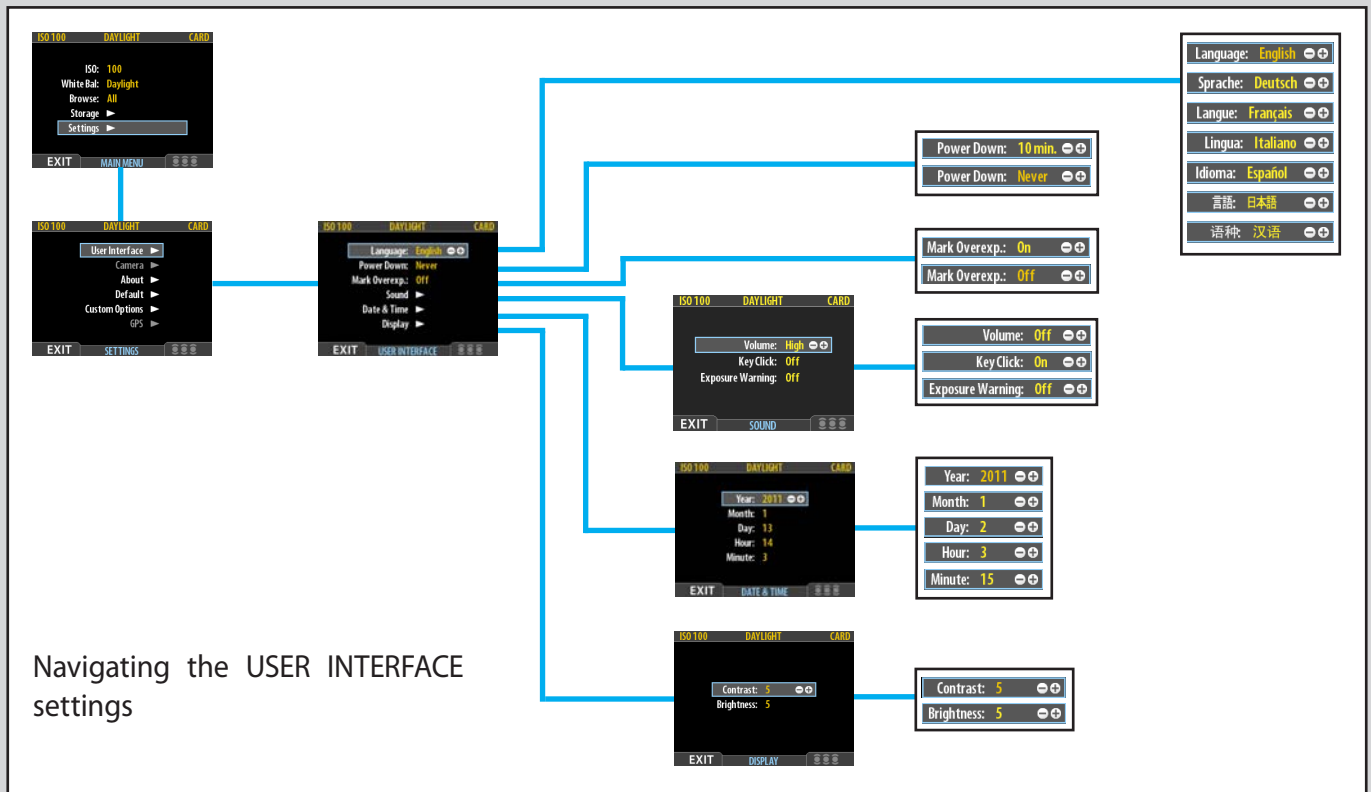 ISO 100 DAYLIGHT CARD
ISO: 100
White Bal: Daylight
Browse: All
Storage ►
Settings ►
EXIT MAIN MENU
ISO 100 DAYLIGHT CARD
User Interface ►
Camera ►
About ►
Default ►
Custom Options ►
GPS ►
EXIT SETTINGS
ISO 100 DAYLIGHT CARD
Language: English
Power Down: Never
Mark Overexp.: Off
Sound ►
Date & Time ►
Display ►
EXIT USER INTERFACE
Language: English
Sprache: Deutsch
Langue: Français
Lingua: Italiano
Idioma: Español
言語: 日本語
语种: 汉语
Power Down: 10 min.
Power Down: Never
Mark Overexp.: On
Mark Overexp.: Off
ISO 100 DAYLIGHT CARD
Volume: High
Key Click: Off
Exposure Warning: Off
EXIT SOUND
Volume: Off
Key Click: On
Exposure Warning: Off
ISO 100 DAYLIGHT CARD
Year: 2011
Month: 1
Day: 13
Hour: 14
Minute: 3
EXIT DATE & TIME
Year: 2011
Month: 1
Day: 2
Hour: 3
Minute: 15
ISO 100 DAYLIGHT CARD
Contrast: 5
Brightness: 5
EXIT DISPLAY
Contrast: 5
Brightness: 5
Navigating the USER INTERFACE
settings